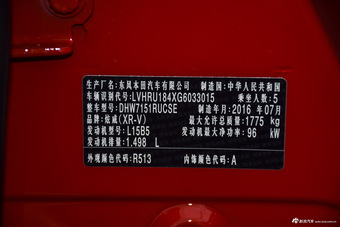 生产厂名: 东风本田汽车有限公司 制造国: 中华人民共和国
车辆识别代号: LVHRU184XG6033015 乘坐人数: 5
整车型号: DHW7151RUCSE 制造年月: 2016 年07月
品牌: 炫威(XR-V) 最大允许总质量: 1775 kg
发动机型号: L15B5 发动机最大净功率: 96 kW
发动机排量: 1.498 L
外观颜色代码: R513 内饰颜色代码: A